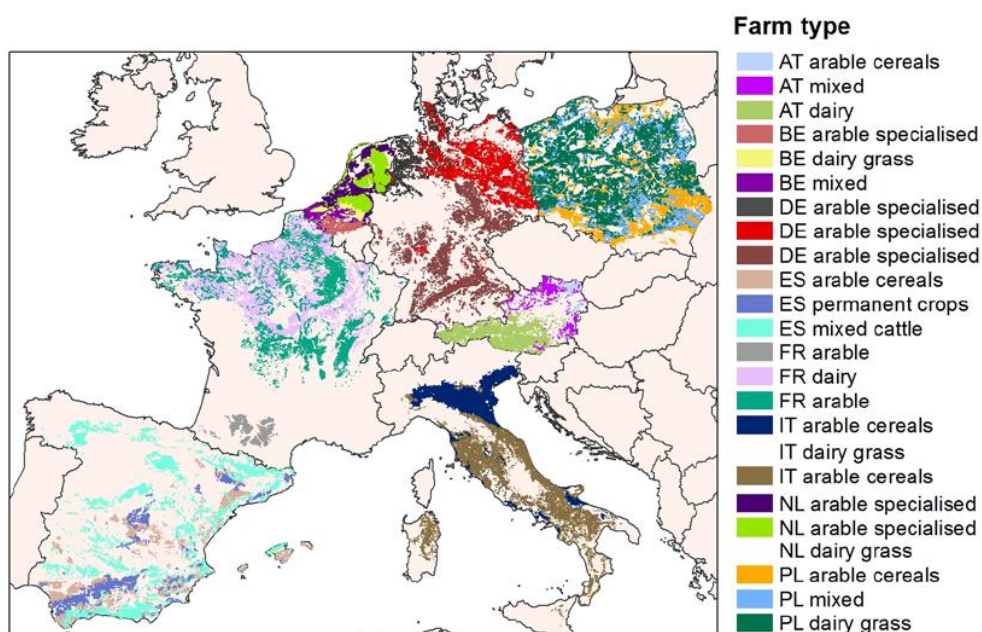 Farm type
AT arable cereals
AT mixed
AT dairy
BE arable specialised
BE dairy grass
BE mixed
DE arable specialised
DE arable specialised
DE arable specialised
ES arable cereals
ES permanent crops
ES mixed cattle
FR arable
FR dairy
FR arable
IT arable cereals
IT dairy grass
IT arable cereals
NL arable specialised
NL arable specialised
NL dairy grass
PL arable cereals
PL mixed
PL dairy grass